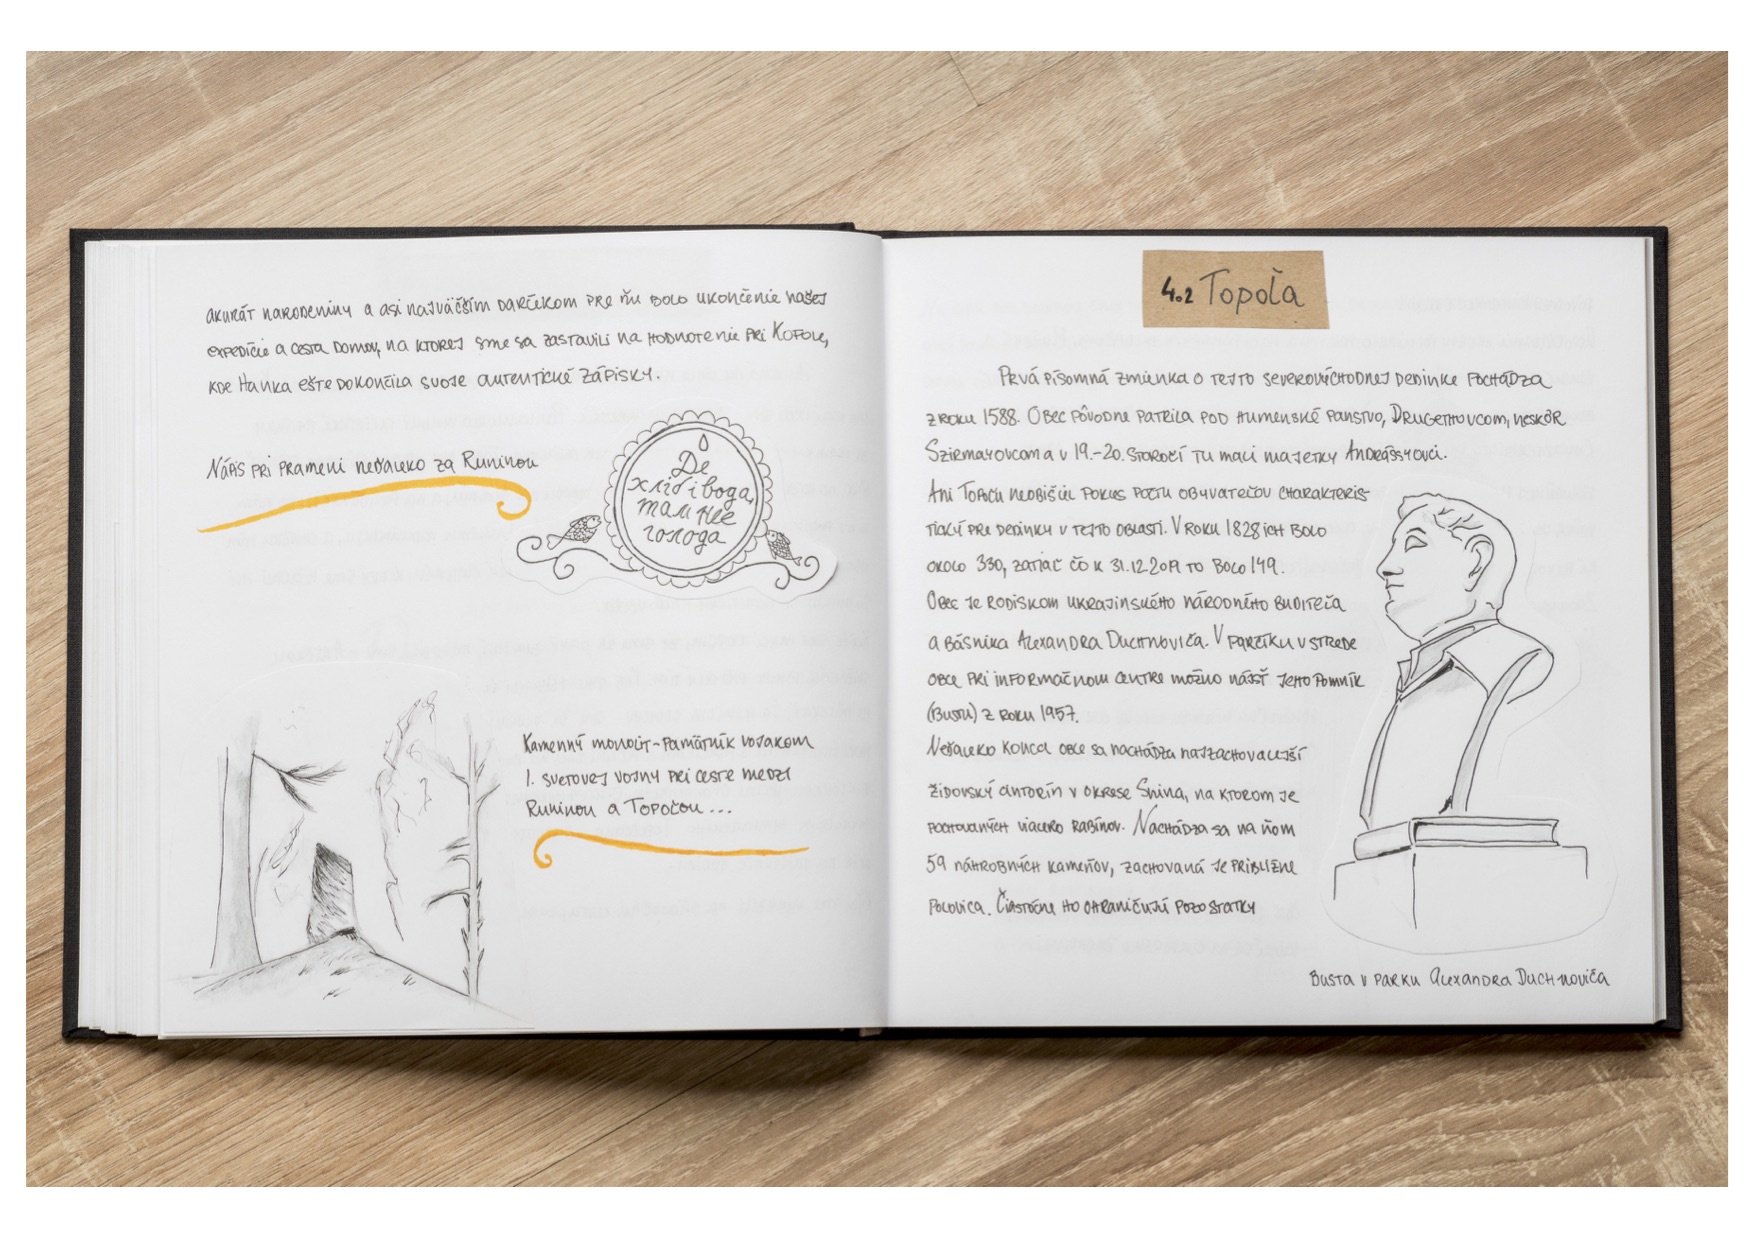 akurát narodeniny a asi najväčším darčekom pre ňu bolo ukončenie našej
expedície a cesta domov, na ktorej sme sa zastavili na hodnotenie pri Kofole,
kde Hanka ešte dokončila svoje autentické zápisky.
Nápis pri prameni neďaleko za Runinou
Де
хліб і вода,
там
голода
Kamenný monolit - pamätník vojakom
1. svetovej vojny pri ceste medzi
Runinou a Topoľou...
4.2 Topoľa
Prvá písomná zmienka o tejto severovýchodnej dedinke pochádza
z roku 1588. Obec pôvodne patrila pod humenské panstvo, Drugethovcom, neskôr
Szirmayovcom a v 19.-20. storočí tu mali majetky Andrássyovci.
Ani Topoľu neobišiel pokus počtu obyvateľov charakteris-
tický pre dedinky v tejto oblasti. V roku 1828 ich bolo
okolo 330, zatiaľ čo k 31.12.2019 to bolo 149.
Obec je rodiskom ukrajinského národného buditeľa
a básnika Alexandra Duchnoviča. V parčíku v strede
obce pri informačnom centre možno nájsť jeho pomník
(bustu) z roku 1957.
Neďaleko konca obce sa nachádza najzachovalejší
židovský cintorín v okrese Snina, na ktorom je
pochovaných viacero rabínov. Nachádza sa na ňom
59 náhrobných kameňov, zachovaná je približne
polovica. Čiastočne ho ohraničujú pozostatky
Busta v parku Alexandra Duchnoviča